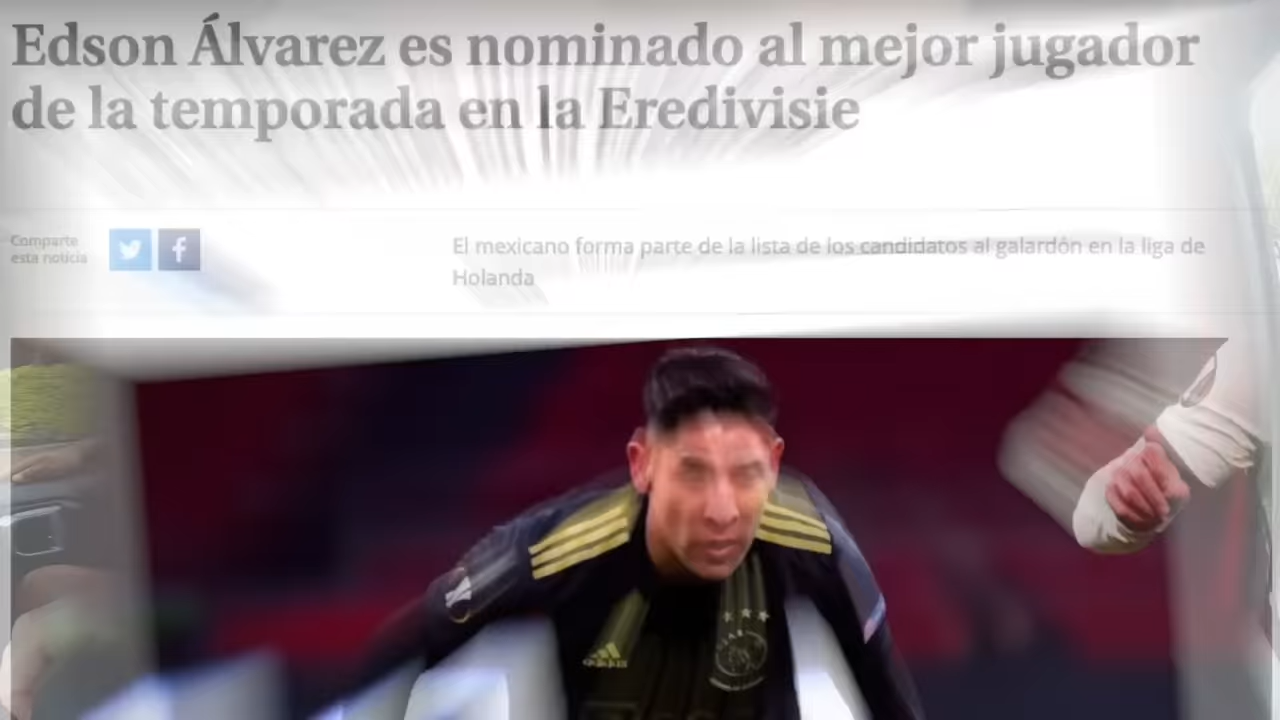 Edson Álvarez es nominado al mejor jugador
de la temporada en la Eredivisie
Comparte
esta noticia
El mexicano forma parte de la lista de los candidatos al galardón en la liga de
Holanda
adidas